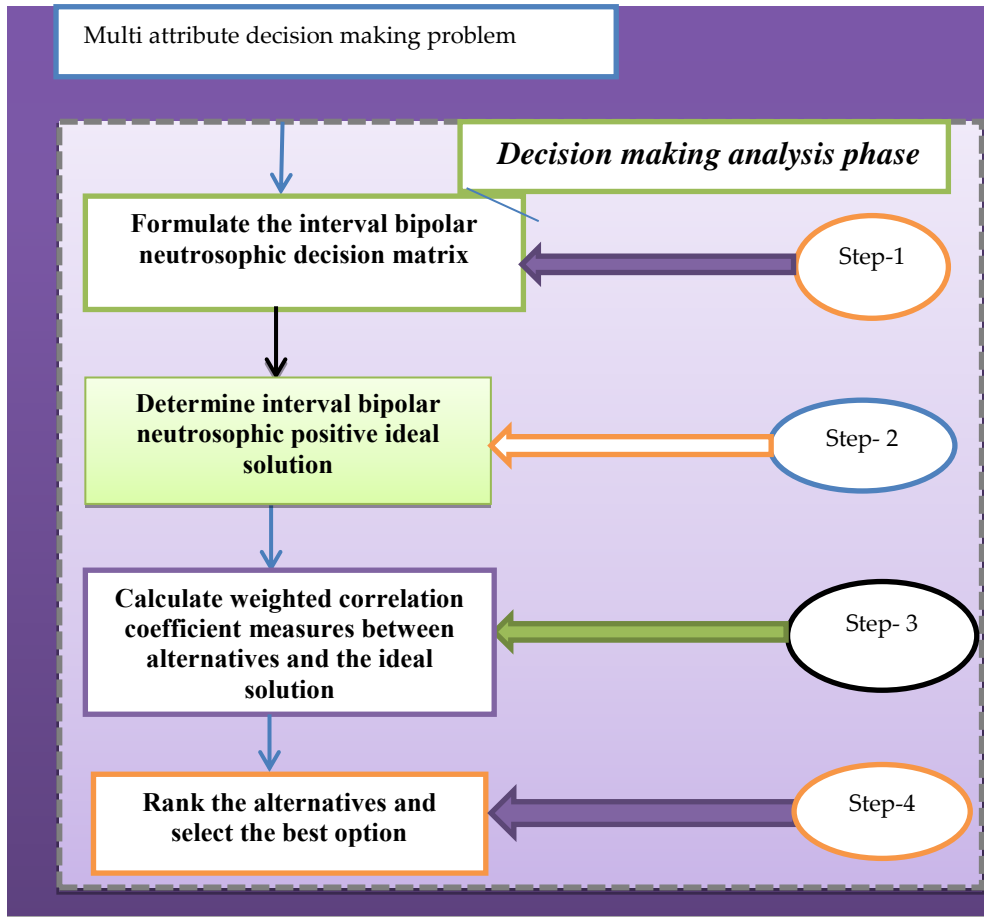 Multi attribute decision making problem
Decision making analysis phase
Formulate the interval bipolar
neutrosophic decision matrix
Step-1
Determine interval bipolar
neutrosophic positive ideal
solution
Step- 2
Calculate weighted correlation
coefficient measures between
alternatives and the ideal
solution
Step- 3
Rank the alternatives and
select the best option
Step-4